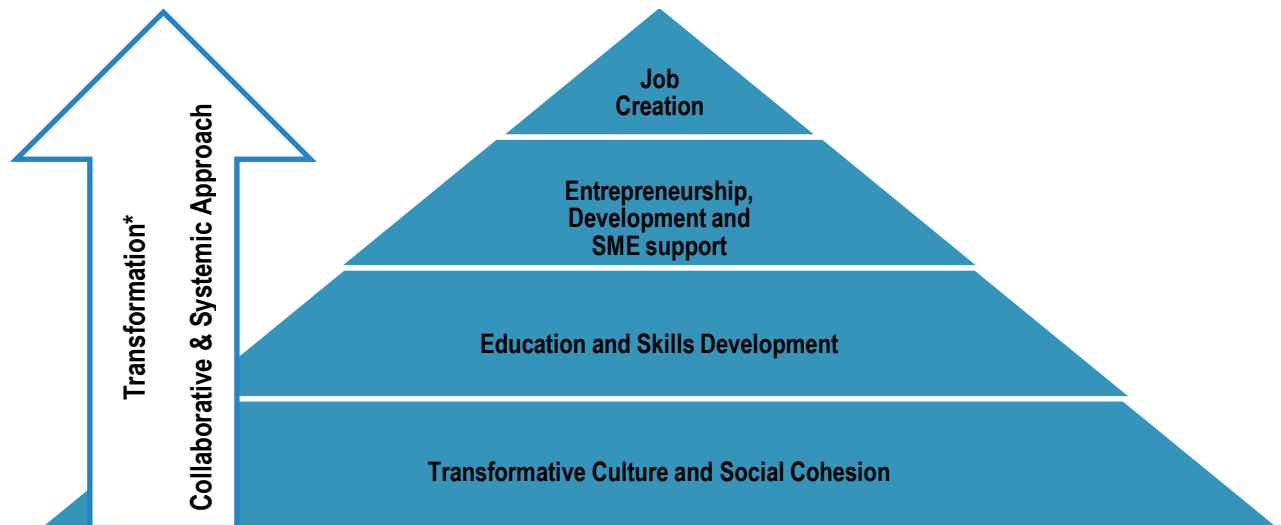 Transformation*
Collaborative & Systemic Approach
Job
Creation
Entrepreneurship,
Development and
SME support
Education and Skills Development
Transformative Culture and Social Cohesion